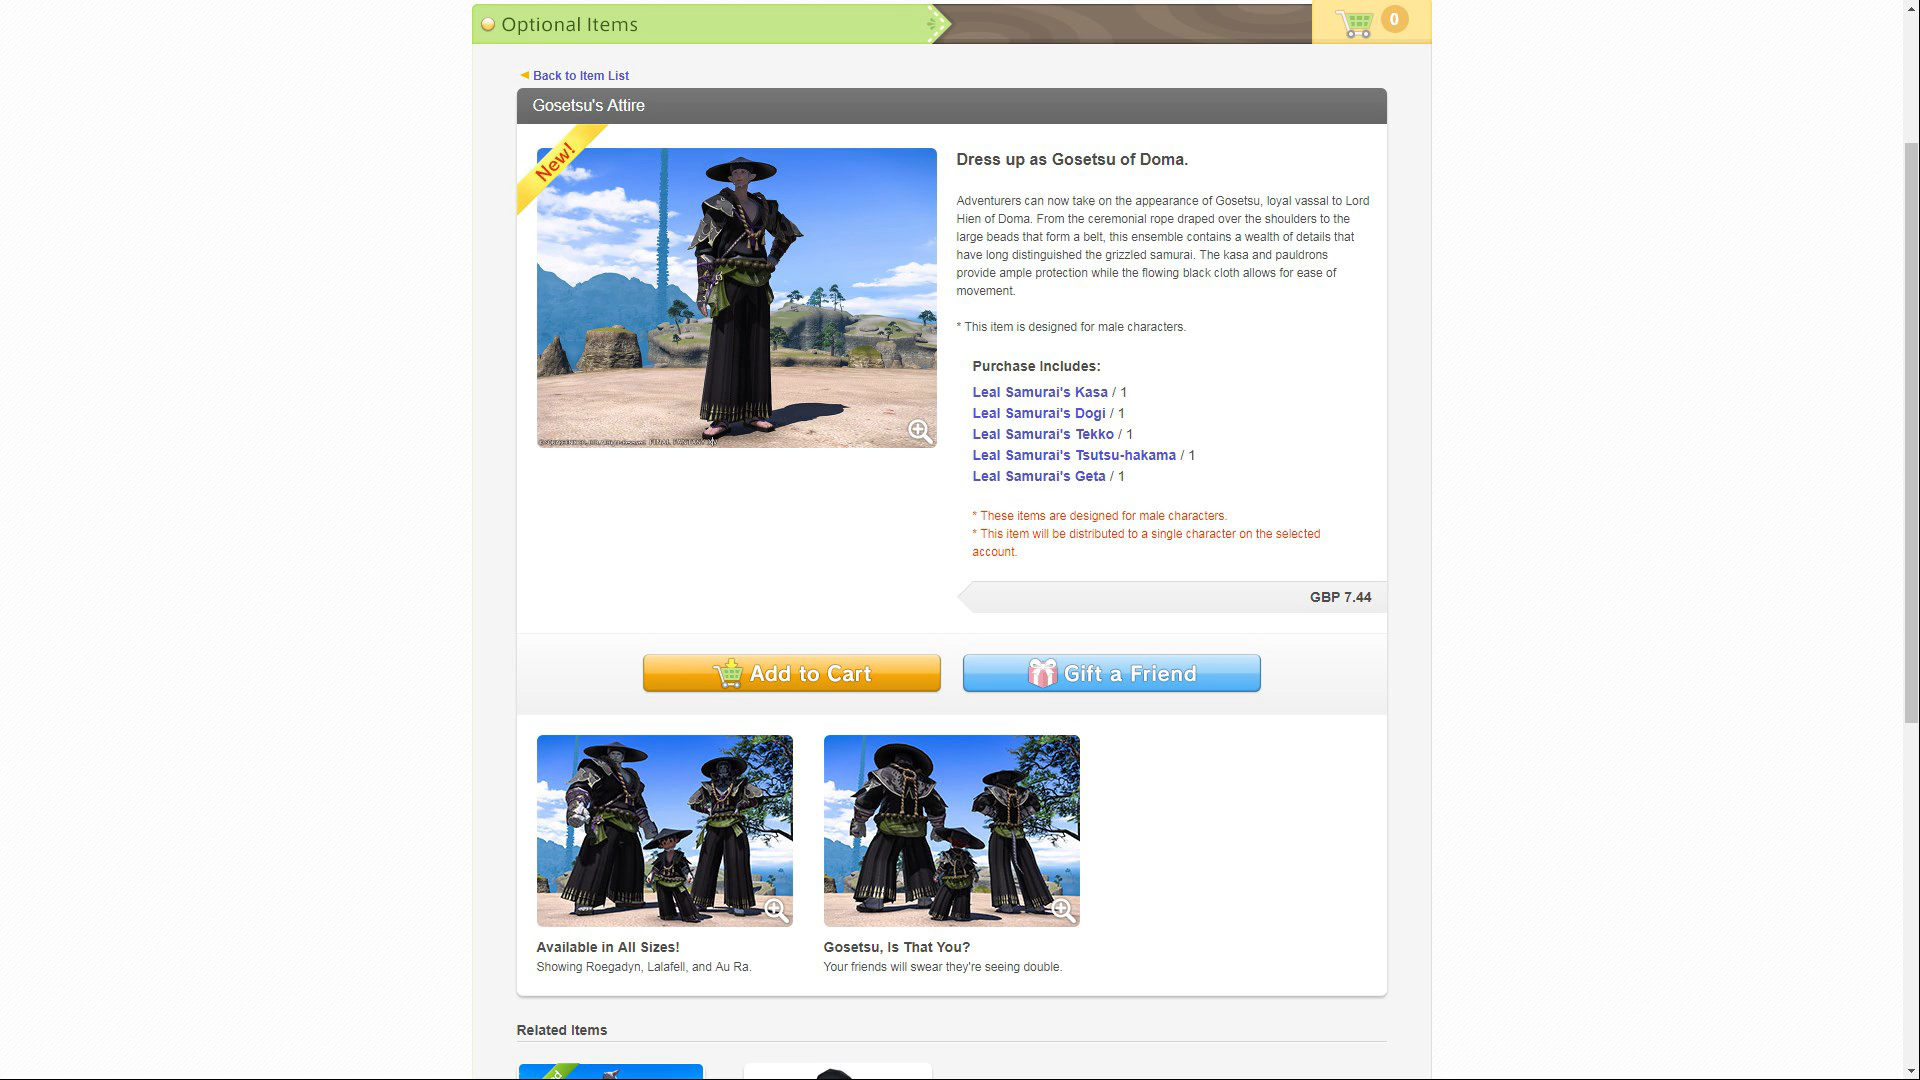 Optional Items
0
Back to Item List
Gosetsu's Attire
New!
Dress up as Gosetsu of Doma.
Adventurers can now take on the appearance of Gosetsu, loyal vassal to Lord
Hien of Doma. From the ceremonial rope draped over the shoulders to the
large beads that form a belt, this ensemble contains a wealth of details that
have long distinguished the grizzled samurai. The kasa and pauldrons
provide ample protection while the flowing black cloth allows for ease of
movement.
* This item is designed for male characters.
Purchase Includes:
Leal Samurai's Kasa / 1
Leal Samurai's Dogi / 1
Leal Samurai's Tekko / 1
Leal Samurai's Tsutsu-hakama / 1
Leal Samurai's Geta / 1
* These items are designed for male characters.
* This item will be distributed to a single character on the selected
account.
GBP 7.44
Add to Cart
Gift a Friend
Available in All Sizes!
Showing Roegadyn, Lalafell, and Au Ra.
Gosetsu, Is That You?
Your friends will swear they're seeing double.
Related Items